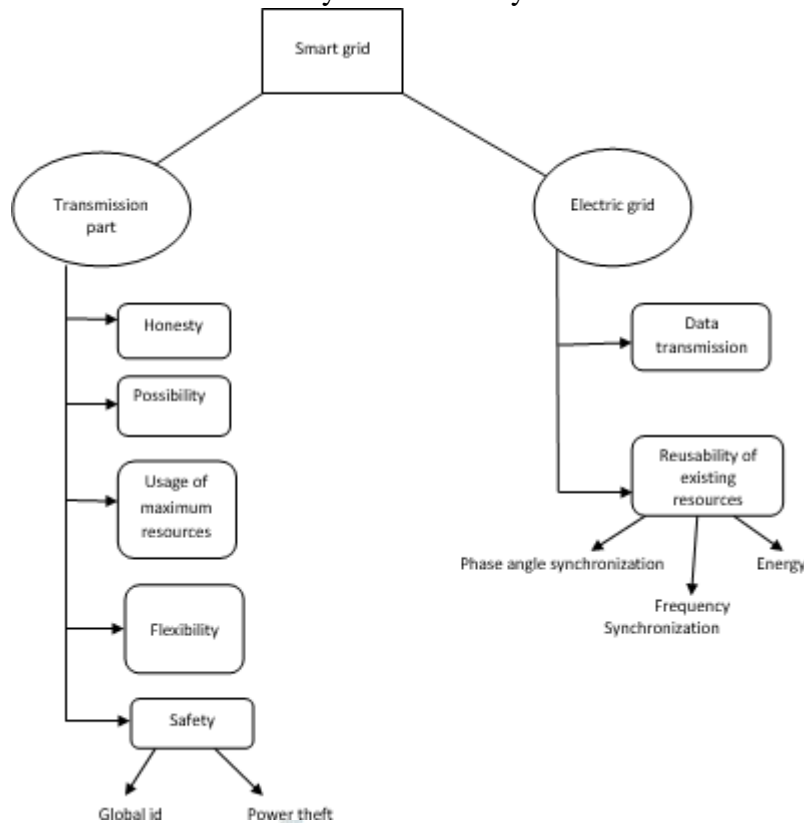 Smart grid
Transmission
part
Electric grid
Honesty
Possibility
Usage of
maximum
resources
Flexibility
Safety
Global id
Power theft
Data
transmission
Reusability of
existing
resources
Phase angle synchronization
Energy
Frequency
Synchronization